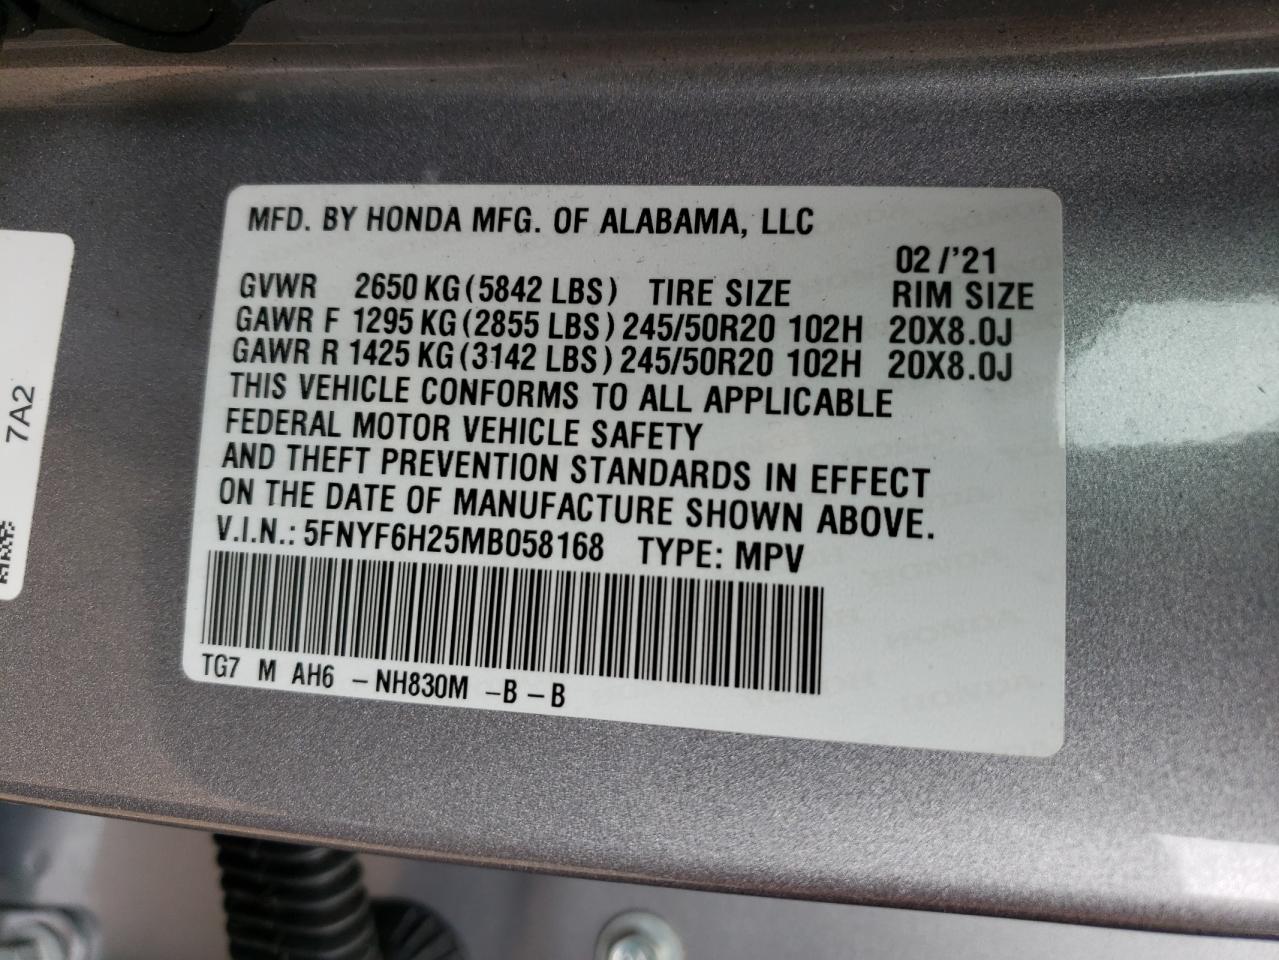 MFD. BY HONDA MFG. OF ALABAMA, LLC
02/'21
GVWR 2650 KG (5842 LBS) TIRE SIZE RIM SIZE
GAWR F 1295 KG (2855 LBS) 245/50R20 102H 20X8.0J
GAWR R 1425 KG (3142 LBS) 245/50R20 102H 20X8.0J
THIS VEHICLE CONFORMS TO ALL APPLICABLE
FEDERAL MOTOR VEHICLE SAFETY
AND THEFT PREVENTION STANDARDS IN EFFECT
ON THE DATE OF MANUFACTURE SHOWN ABOVE.
V.I.N.: 5FNYF6H25MB058168 TYPE: MPV
TG7 M AH6 - NH830M - B - B
7A2